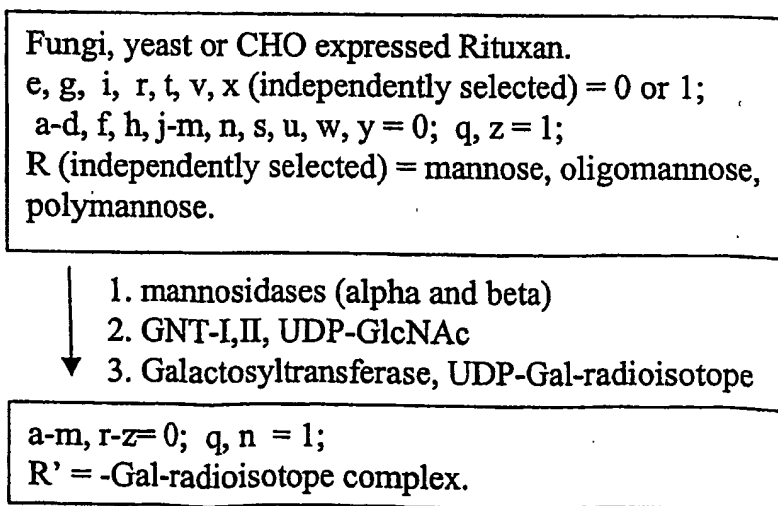 Fungi, yeast or CHO expressed Rituxan.
e, g, i, r, t, v, x (independently selected) = 0 or 1;
a-d, f, h, j-m, n, s, u, w, y = 0; q, z = 1;
R (independently selected) = mannose, oligomannose,
polymannose.
1. mannosidases (alpha and beta)
2. GNT-I,II, UDP-GlcNAc
3. Galactosyltransferase, UDP-Gal-radioisotope
a-m, r-z= 0; q, n = 1;
R’ = -Gal-radioisotope complex.